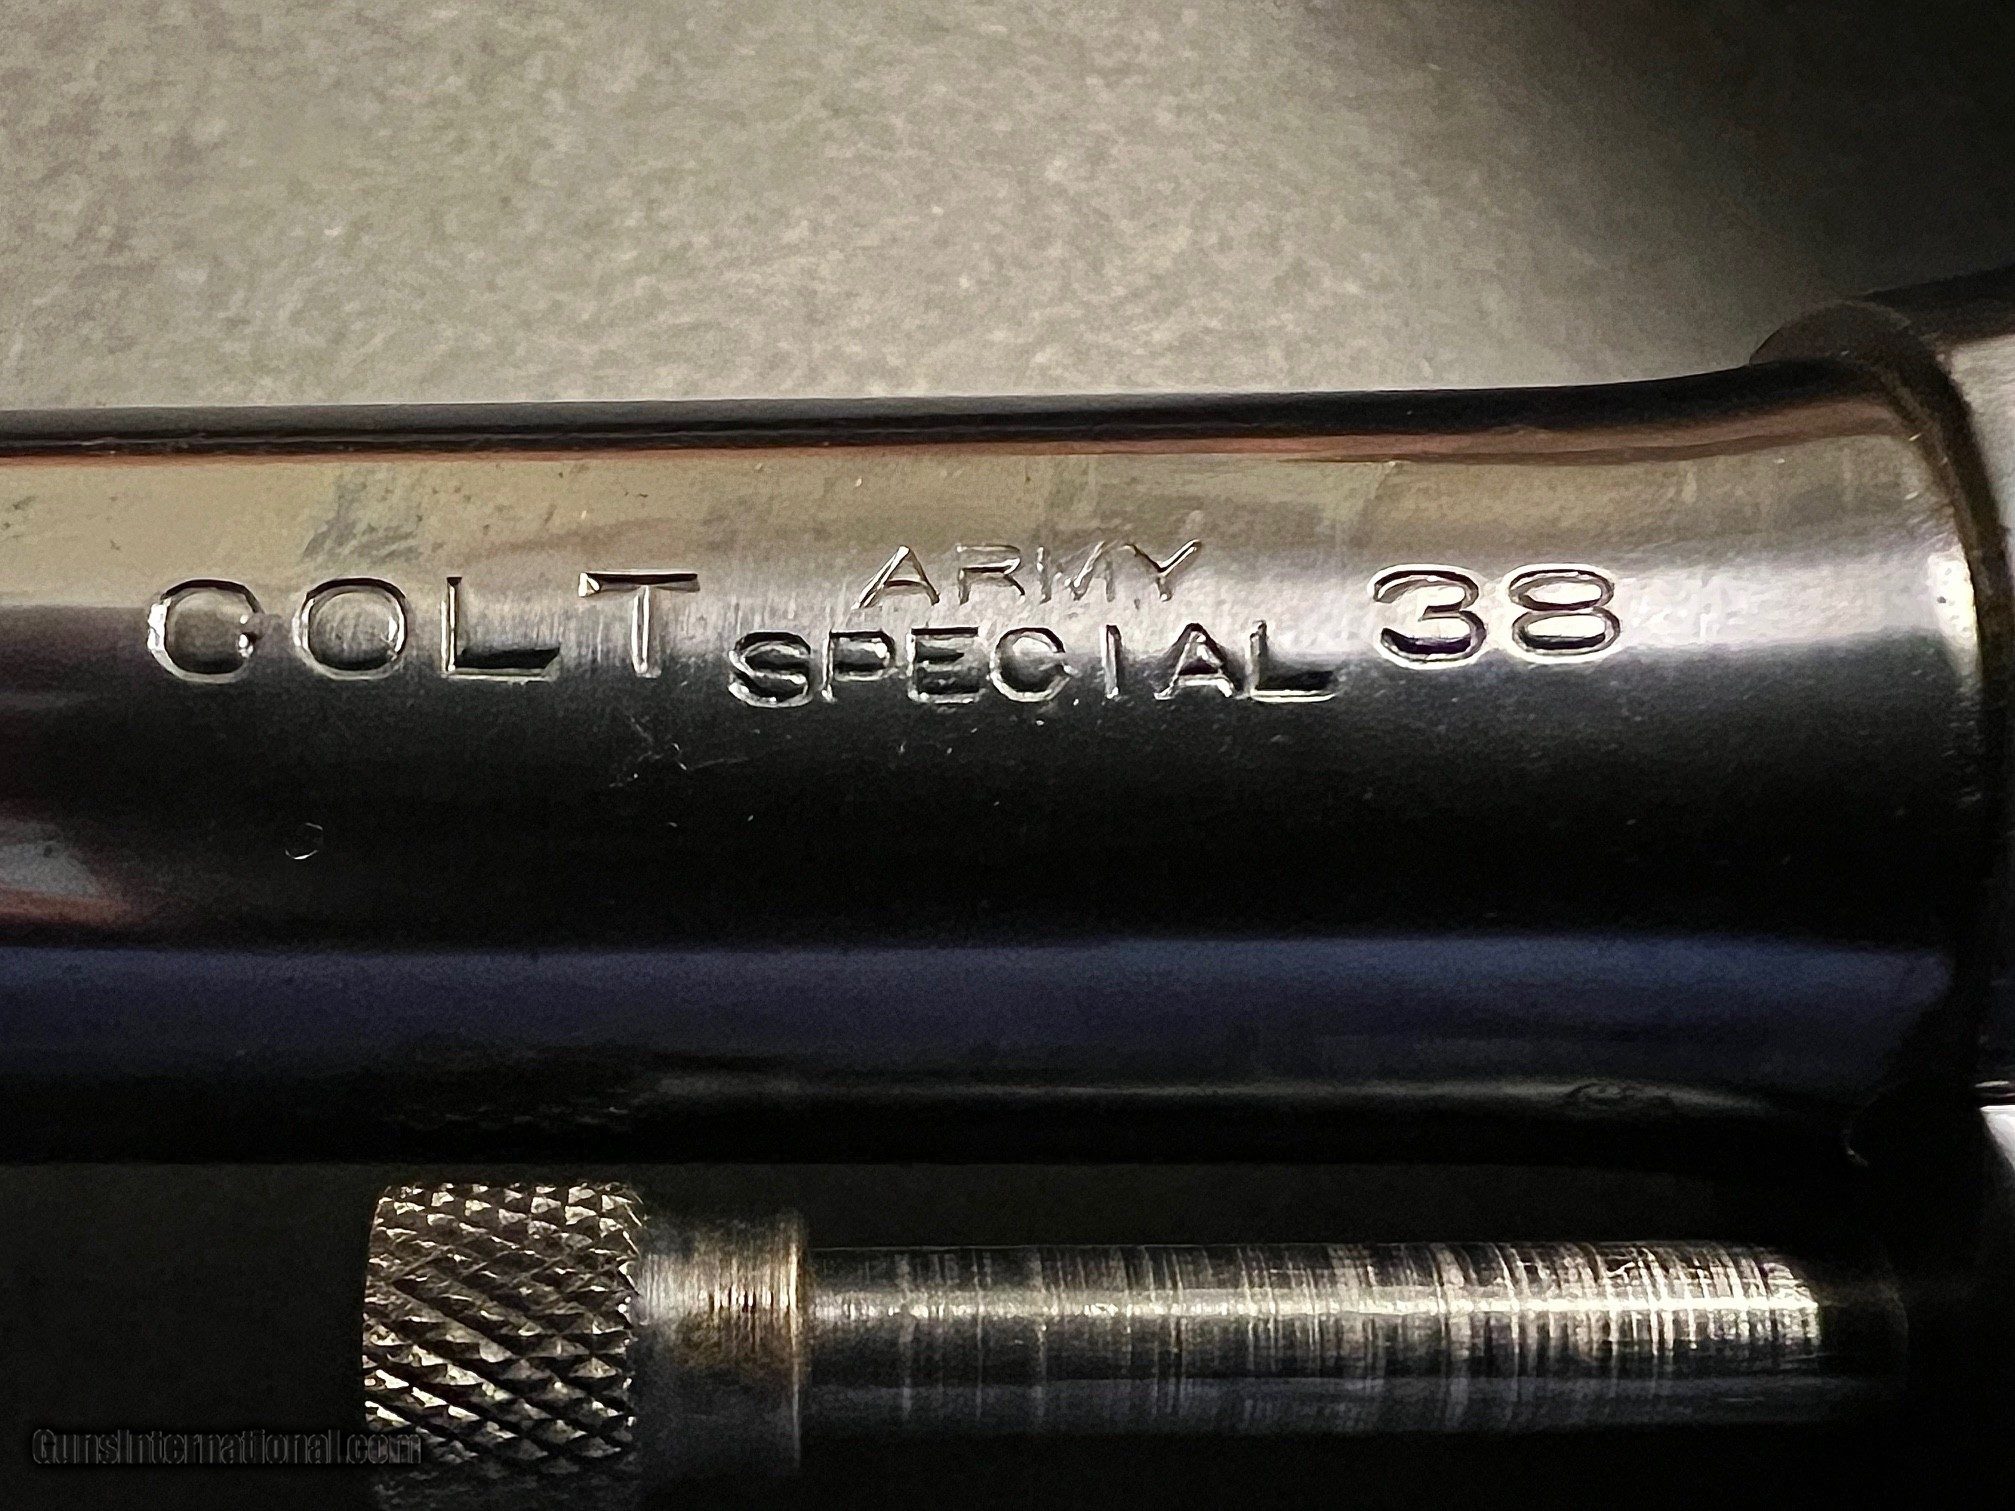 COLT ARMY SPECIAL 38
GunsInternational.com